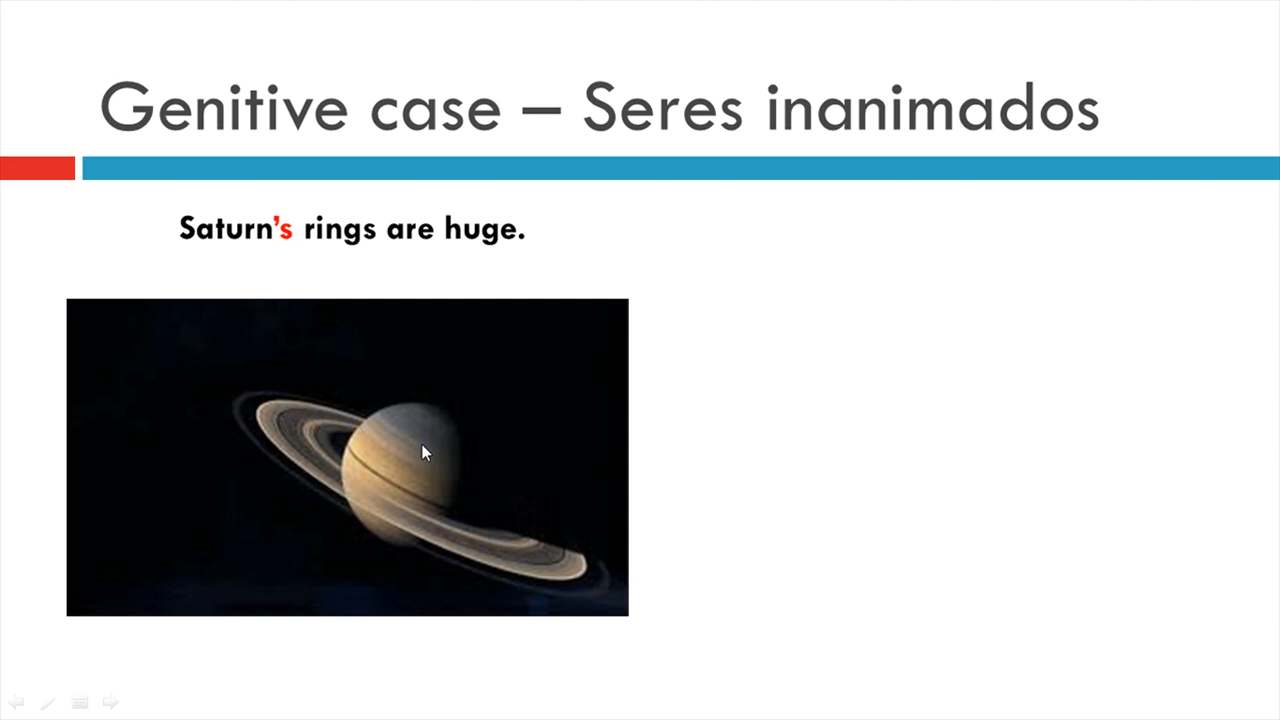 Genitive case – Seres inanimados
Saturn’s rings are huge.